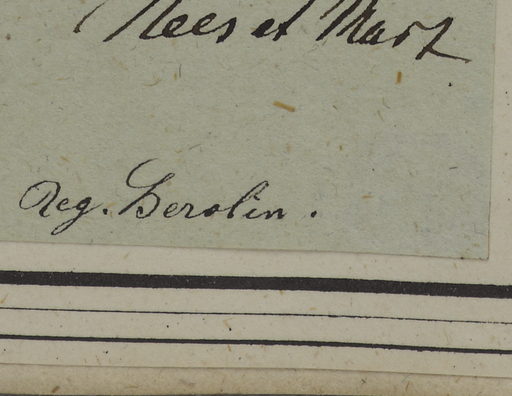 Nees et Mart
Reg. Berolin.